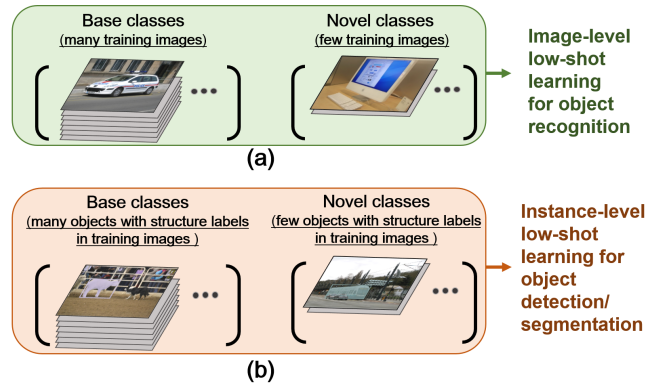 Base classes
(many training images)
Novel classes
(few training images)
Image-level
low-shot
learning
for object
recognition
(a)
Base classes
(many objects with structure labels
in training images )
Novel classes
(few objects with structure labels
in training images )
Instance-level
low-shot
learning for
object
detection/
segmentation
(b)